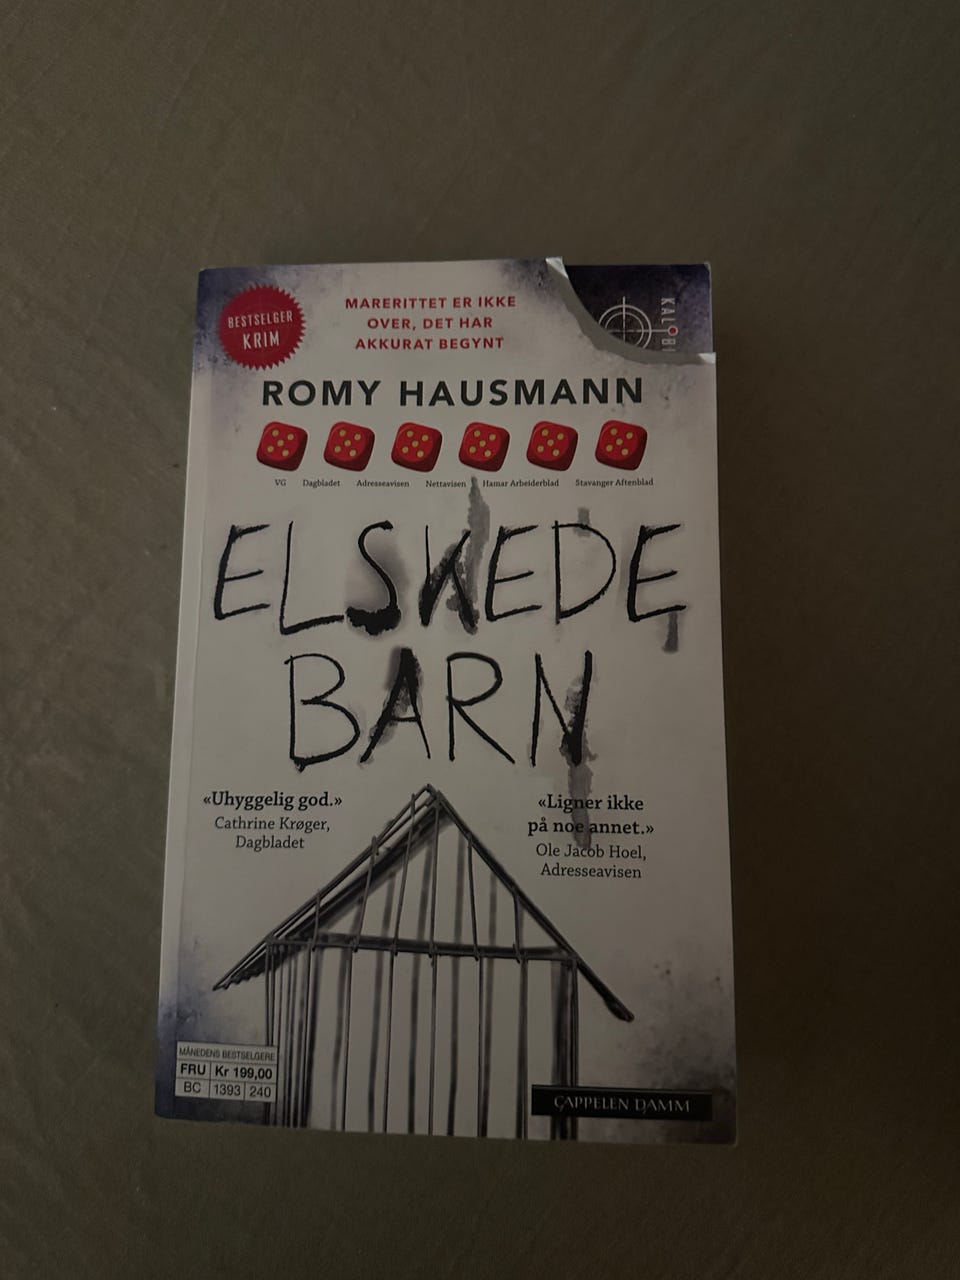 BESTSELGER
KRIM
MARERITTET ER IKKE
OVER, DET HAR
AKKURAT BEGYNT
ROMY HAUSMANN
VG Dagbladet Adresseavisen Nettavisen Hamar Arbeiderblad Stavanger Aftenblad
ELSKEDE
BARN
«Uhyggelig god.»
Cathrine Krøger,
Dagbladet
«Ligner ikke
på noe annet.»
Ole Jacob Hoel,
Adresseavisen
MÅNEDENS BESTSELGERE
FRU Kr 199,00
BC 1393 240
CAPPELEN DAMM